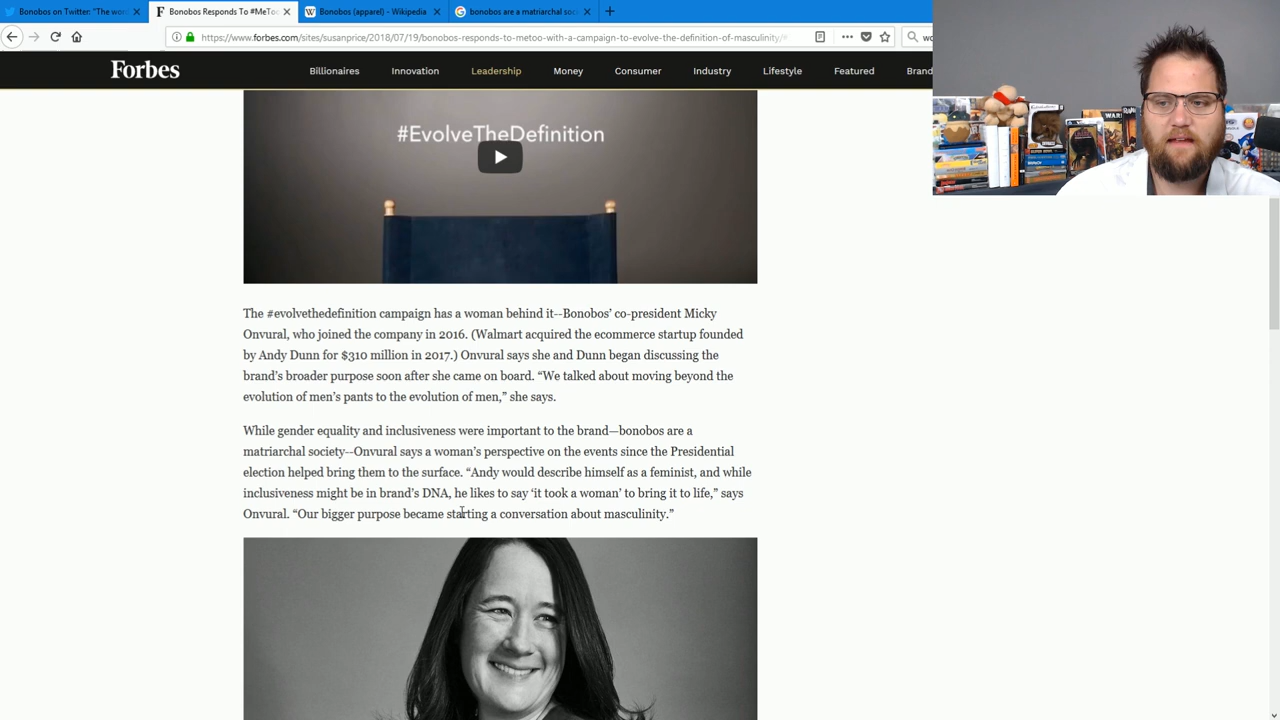 Bonobos on Twitter: "The wor
Bonobos Responds To #MeToo
Bonobos (apparel) - Wikipedia
bonobos are a matriarchal soci
https://www.forbes.com/sites/susanprice/2018/07/19/bonobos-responds-to-metoo-with-a-campaign-to-evolve-the-definition-of-masculinity/#
Forbes
Billionaires
Innovation
Leadership
Money
Consumer
Industry
Lifestyle
Featured
Brand
#EvolveTheDefinition
The #evolvethedefinition campaign has a woman behind it--Bonobos’ co-president Micky
Onvural, who joined the company in 2016. (Walmart acquired the ecommerce startup founded
by Andy Dunn for $310 million in 2017.) Onvural says she and Dunn began discussing the
brand’s broader purpose soon after she came on board. “We talked about moving beyond the
evolution of men’s pants to the evolution of men,” she says.
While gender equality and inclusiveness were important to the brand—bonobos are a
matriarchal society--Onvural says a woman’s perspective on the events since the Presidential
election helped bring them to the surface. “Andy would describe himself as a feminist, and while
inclusiveness might be in brand’s DNA, he likes to say ‘it took a woman’ to bring it to life,” says
Onvural. “Our bigger purpose became starting a conversation about masculinity.”